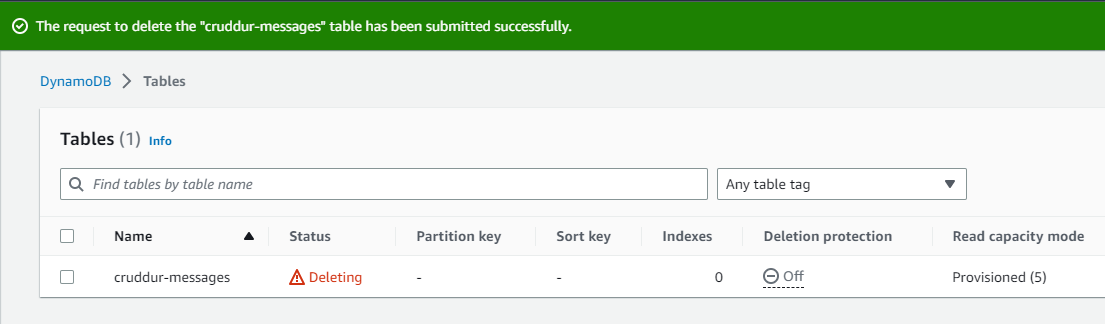 The request to delete the "cruddur-messages" table has been submitted successfully.
DynamoDB > Tables
Tables (1) Info
Find tables by table name Any table tag
Name Status Partition key Sort key Indexes Deletion protection Read capacity mode
cruddur-messages Deleting - - 0 Off Provisioned (5)